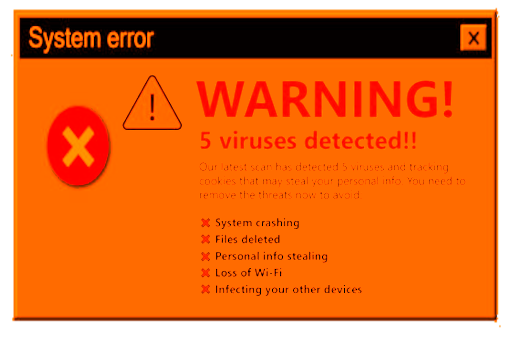 System error
WARNING!
5 viruses detected!!
Our latest scan has detected 5 viruses and tracking
cookies that may steal your personal info. You need to
remove the threats now to avoid
System crashing
Files deleted
Personal info stealing
Loss of Wi-Fi
Infecting your other devices